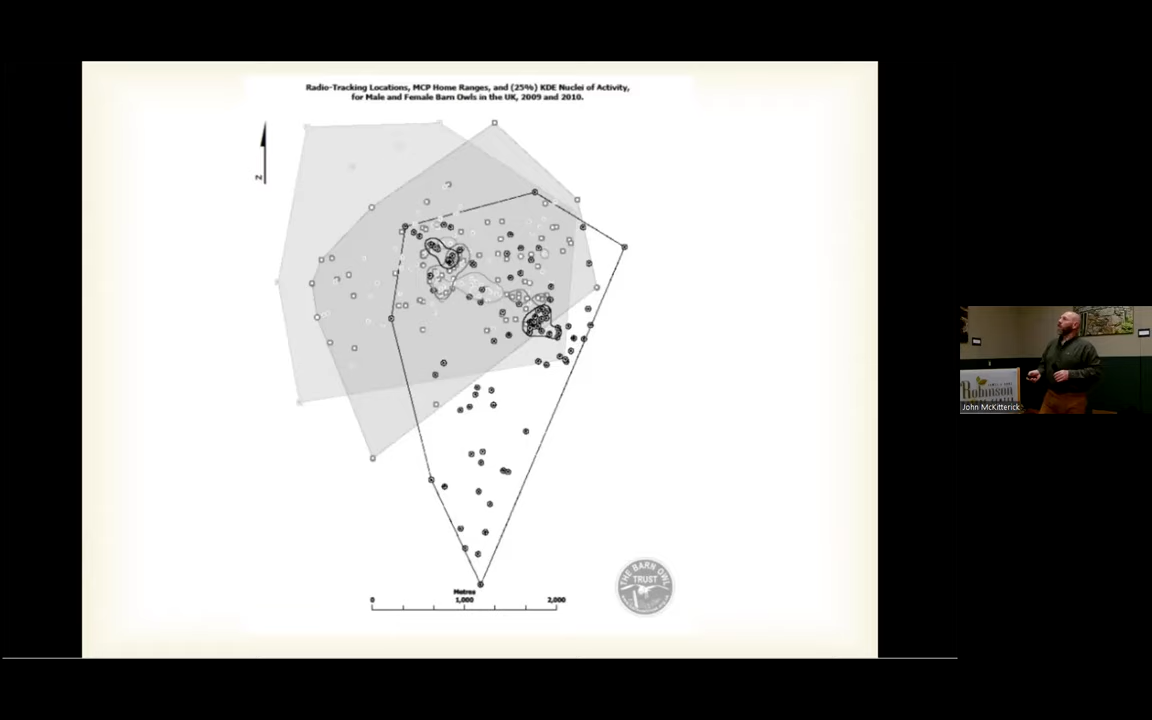 Radio-Tracking Locations, MCP Home Ranges, and (25%) KDE Nuclei of Activity,
for Male and Female Barn Owls in the UK, 2009 and 2010.
N
Robinson
John McKitterick
THE BARN OWL
TRUST
Metres
0 1,000 2,000